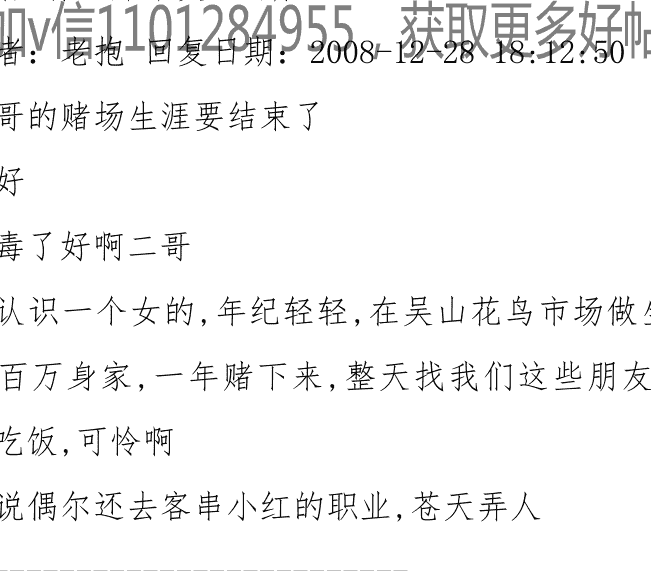 加v信1101284955，获取更多好帖
者：老抱 回复日期：2008-12-28 18:12:50
哥的赌场生涯要结束了
好
毒了好啊二哥
认识一个女的,年纪轻轻,在吴山花鸟市场做生
百万身家,一年赌下来,整天找我们这些朋友
吃饭,可怜啊
说偶尔还去客串小红的职业,苍天弄人